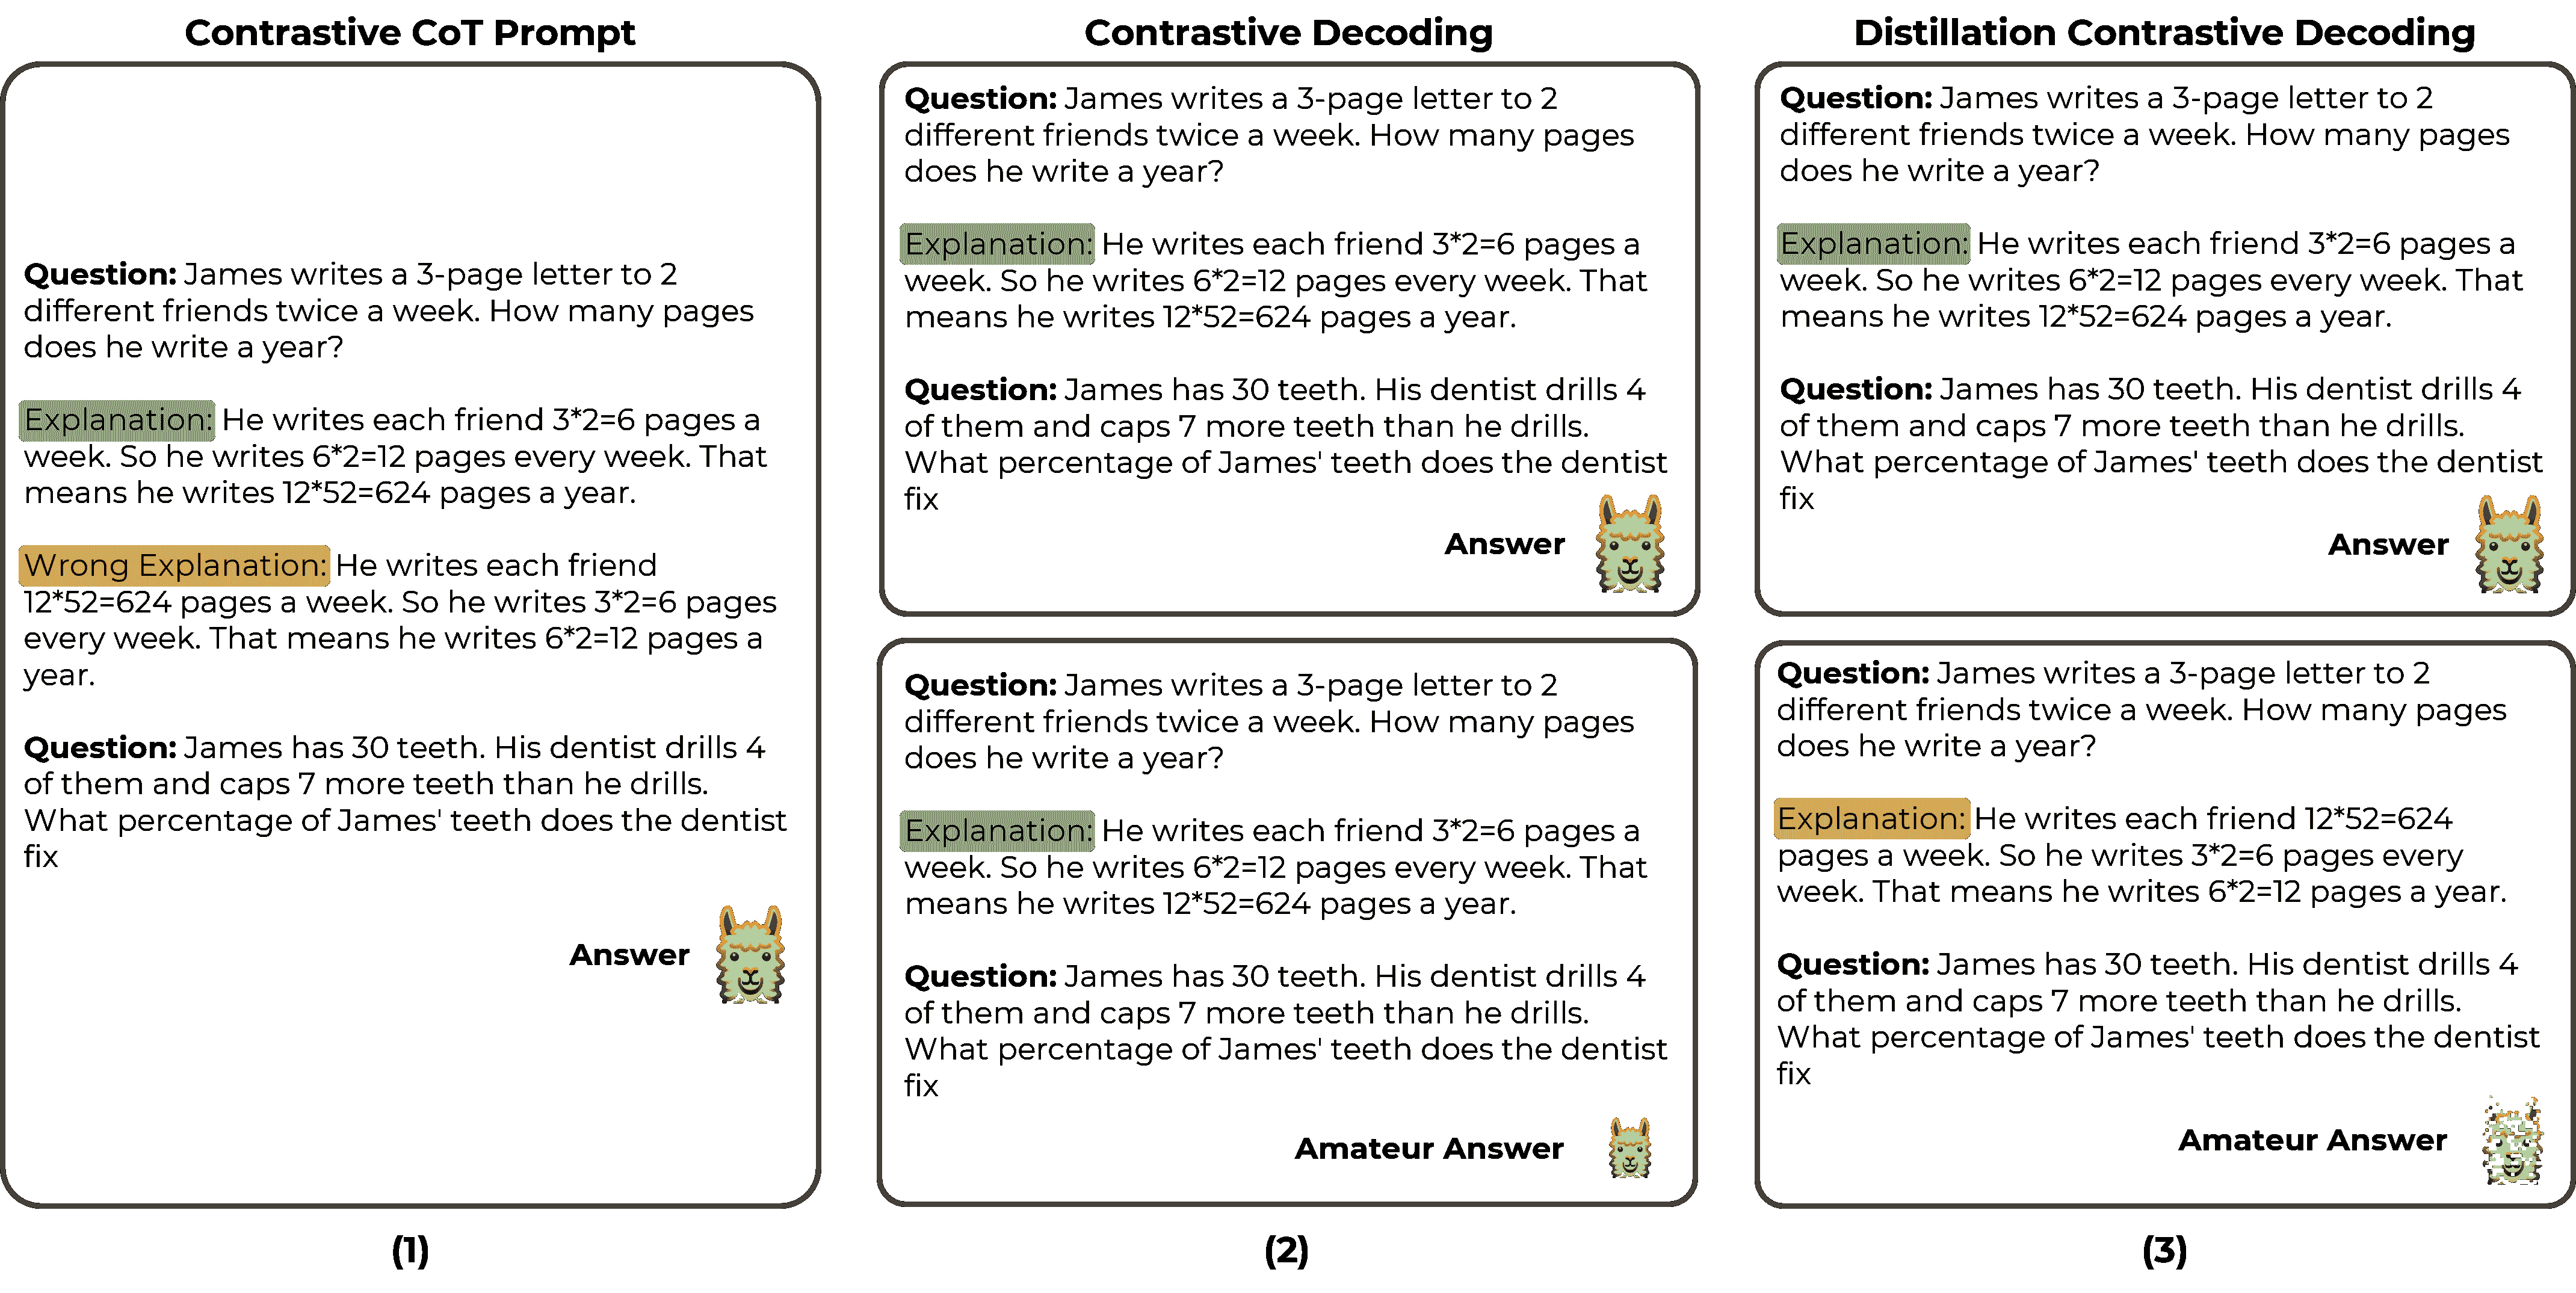 Contrastive CoT Prompt
Question: James writes a 3-page letter to 2
different friends twice a week. How many pages
does he write a year?
Explanation: He writes each friend 3*2=6 pages a
week. So he writes 6*2=12 pages every week. That
means he writes 12*52=624 pages a year.
Wrong Explanation: He writes each friend
12*52=624 pages a week. So he writes 3*2=6 pages
every week. That means he writes 6*2=12 pages a
year.
Question: James has 30 teeth. His dentist drills 4
of them and caps 7 more teeth than he drills.
What percentage of James' teeth does the dentist
fix
Answer
(1)
Contrastive Decoding
Question: James writes a 3-page letter to 2
different friends twice a week. How many pages
does he write a year?
Explanation: He writes each friend 3*2=6 pages a
week. So he writes 6*2=12 pages every week. That
means he writes 12*52=624 pages a year.
Question: James has 30 teeth. His dentist drills 4
of them and caps 7 more teeth than he drills.
What percentage of James' teeth does the dentist
fix
Answer
Question: James writes a 3-page letter to 2
different friends twice a week. How many pages
does he write a year?
Explanation: He writes each friend 3*2=6 pages a
week. So he writes 6*2=12 pages every week. That
means he writes 12*52=624 pages a year.
Question: James has 30 teeth. His dentist drills 4
of them and caps 7 more teeth than he drills.
What percentage of James' teeth does the dentist
fix
Amateur Answer
(2)
Distillation Contrastive Decoding
Question: James writes a 3-page letter to 2
different friends twice a week. How many pages
does he write a year?
Explanation: He writes each friend 3*2=6 pages a
week. So he writes 6*2=12 pages every week. That
means he writes 12*52=624 pages a year.
Question: James has 30 teeth. His dentist drills 4
of them and caps 7 more teeth than he drills.
What percentage of James' teeth does the dentist
fix
Answer
Question: James writes a 3-page letter to 2
different friends twice a week. How many pages
does he write a year?
Explanation: He writes each friend 12*52=624
pages a week. So he writes 3*2=6 pages every
week. That means he writes 6*2=12 pages a year.
Question: James has 30 teeth. His dentist drills 4
of them and caps 7 more teeth than he drills.
What percentage of James' teeth does the dentist
fix
Amateur Answer
(3)